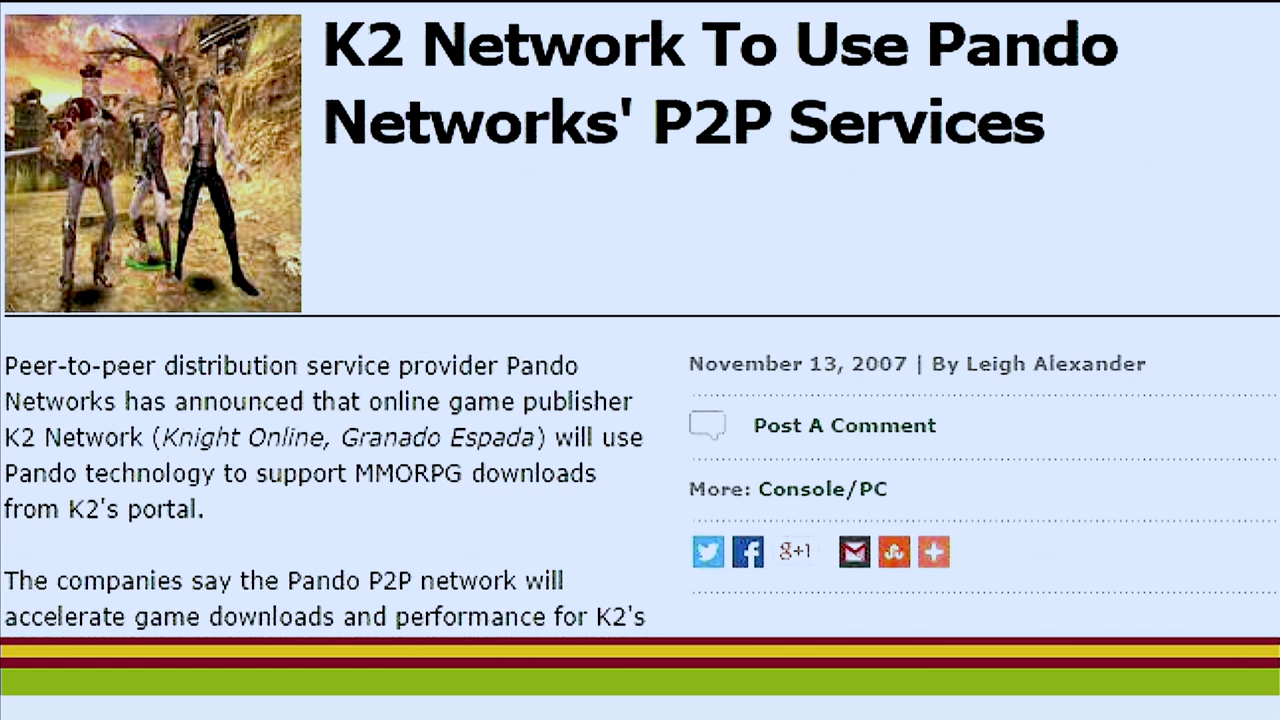 K2 Network To Use Pando
Networks' P2P Services
Peer-to-peer distribution service provider Pando
Networks has announced that online game publisher
K2 Network (Knight Online, Granado Espada) will use
Pando technology to support MMORPG downloads
from K2's portal.
The companies say the Pando P2P network will
accelerate game downloads and performance for K2's
November 13, 2007 | By Leigh Alexander
Post A Comment
More: Console/PC
g+1